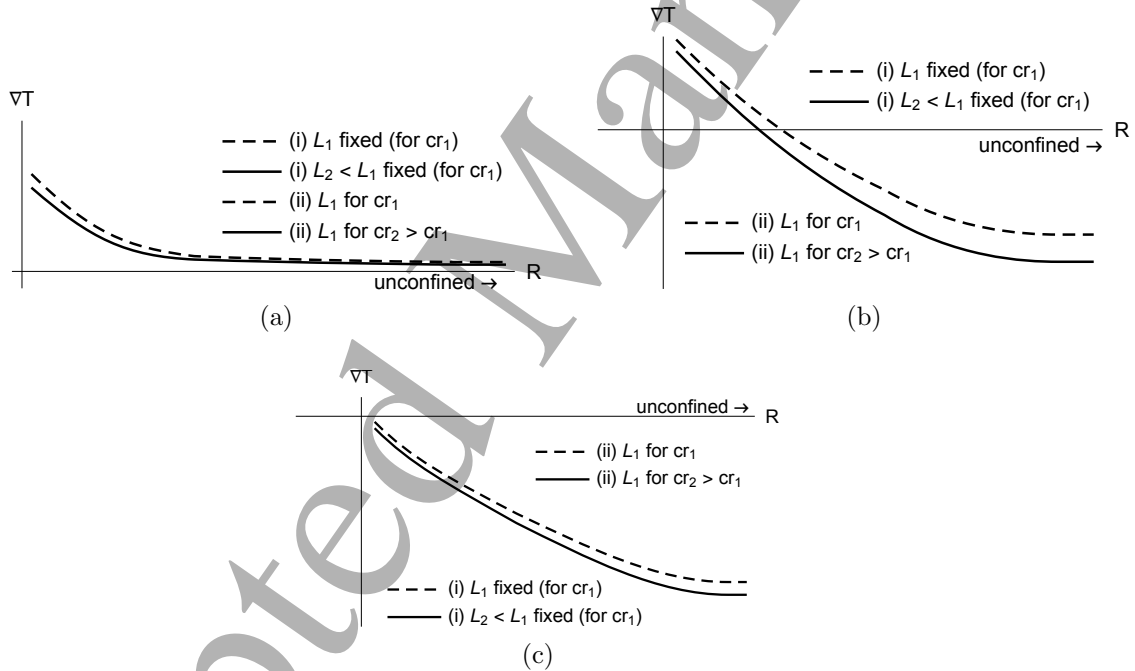 ∇T
(i) L₁ fixed (for cr₁)
(i) L₂ < L₁ fixed (for cr₁)
(ii) L₁ for cr₁
(ii) L₁ for cr₂ > cr₁
R
unconfined →
(a)
∇T
(i) L₁ fixed (for cr₁)
(i) L₂ < L₁ fixed (for cr₁)
R
unconfined →
(ii) L₁ for cr₁
(ii) L₁ for cr₂ > cr₁
(b)
∇T
unconfined →
R
(ii) L₁ for cr₁
(ii) L₁ for cr₂ > cr₁
(i) L₁ fixed (for cr₁)
(i) L₂ < L₁ fixed (for cr₁)
(c)
pted Man